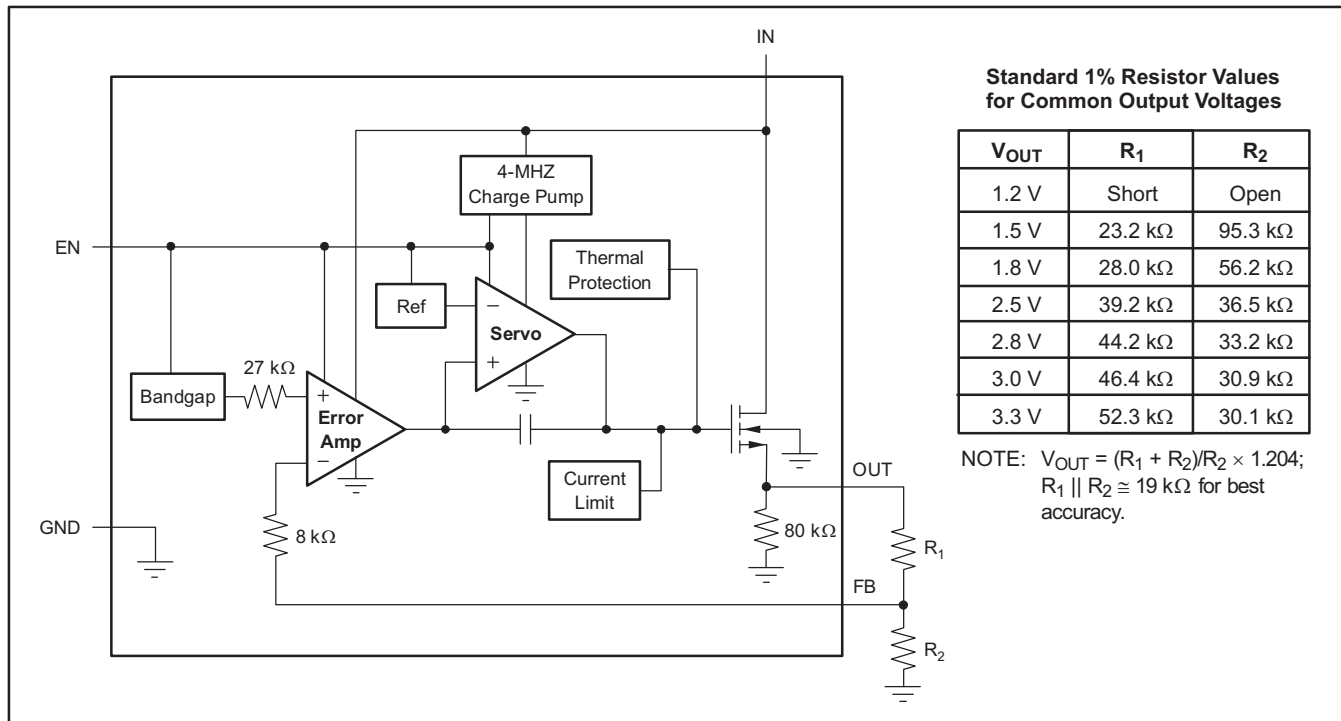 IN
4-MHZ
Charge Pump
EN
Thermal
Protection
Ref
−
Servo
+
27 kΩ
Bandgap
+
Error
Amp
−
Current
Limit
OUT
GND
8 kΩ
80 kΩ
R1
FB
R2
Standard 1% Resistor Values
for Common Output Voltages
VOUT R1 R2
1.2 V Short Open
1.5 V 23.2 kΩ 95.3 kΩ
1.8 V 28.0 kΩ 56.2 kΩ
2.5 V 39.2 kΩ 36.5 kΩ
2.8 V 44.2 kΩ 33.2 kΩ
3.0 V 46.4 kΩ 30.9 kΩ
3.3 V 52.3 kΩ 30.1 kΩ
NOTE: VOUT = (R1 + R2)/R2 × 1.204;
R1 || R2 ≅ 19 kΩ for best
accuracy.